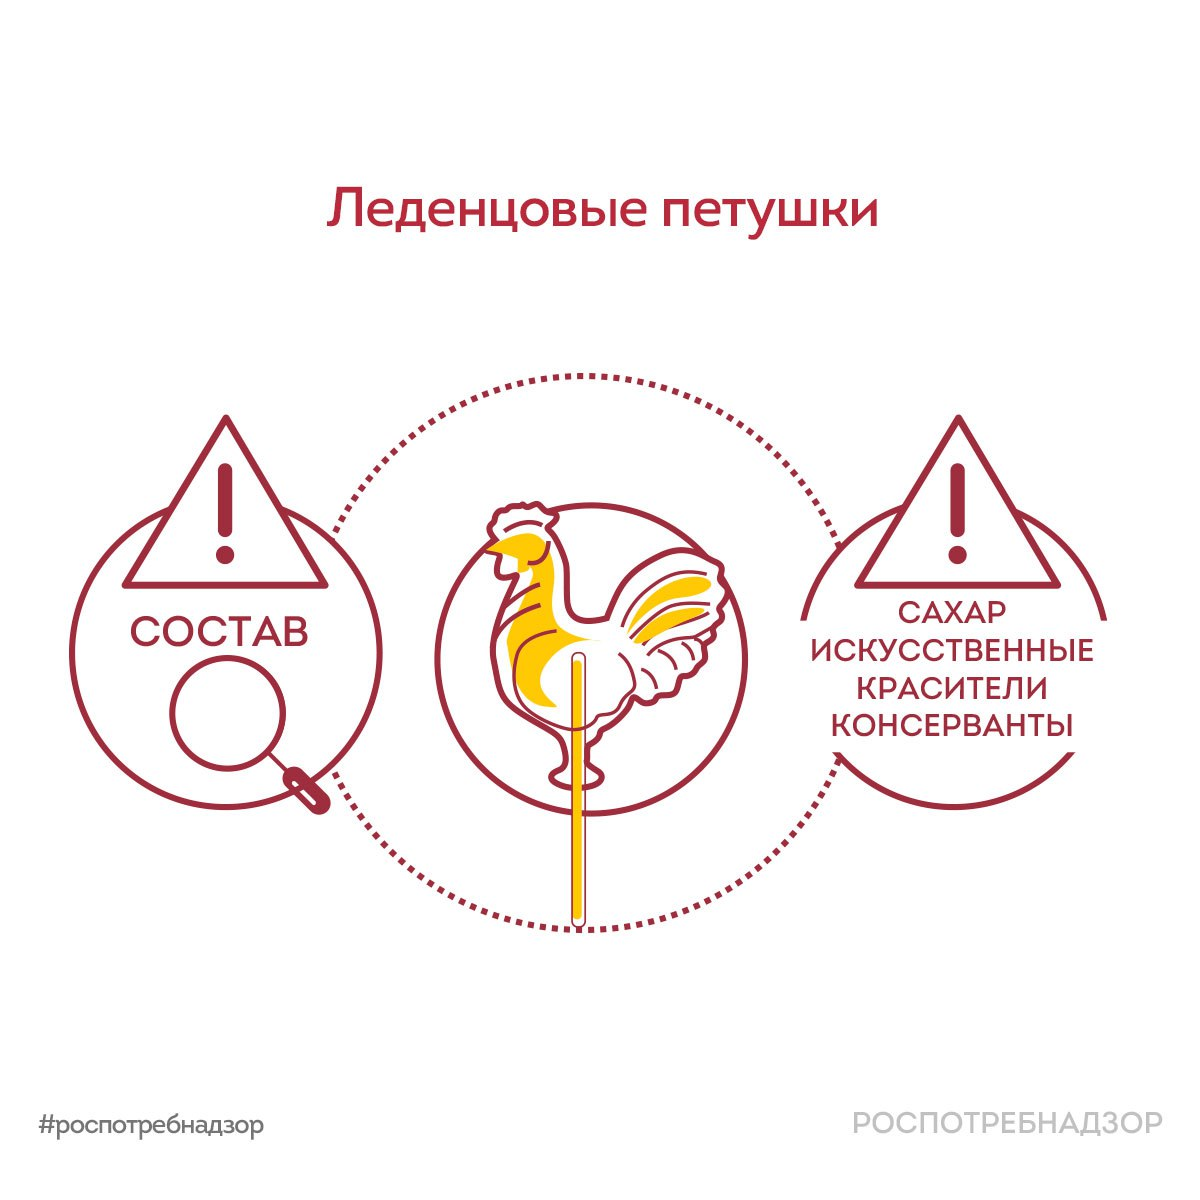 Леденцовые петушки
СОСТАВ
САХАР
ИСКУССТВЕННЫЕ
КРАСИТЕЛИ
КОНСЕРВАНТЫ
#роспотребнадзор
РОСПОТРЕБНАДЗОР